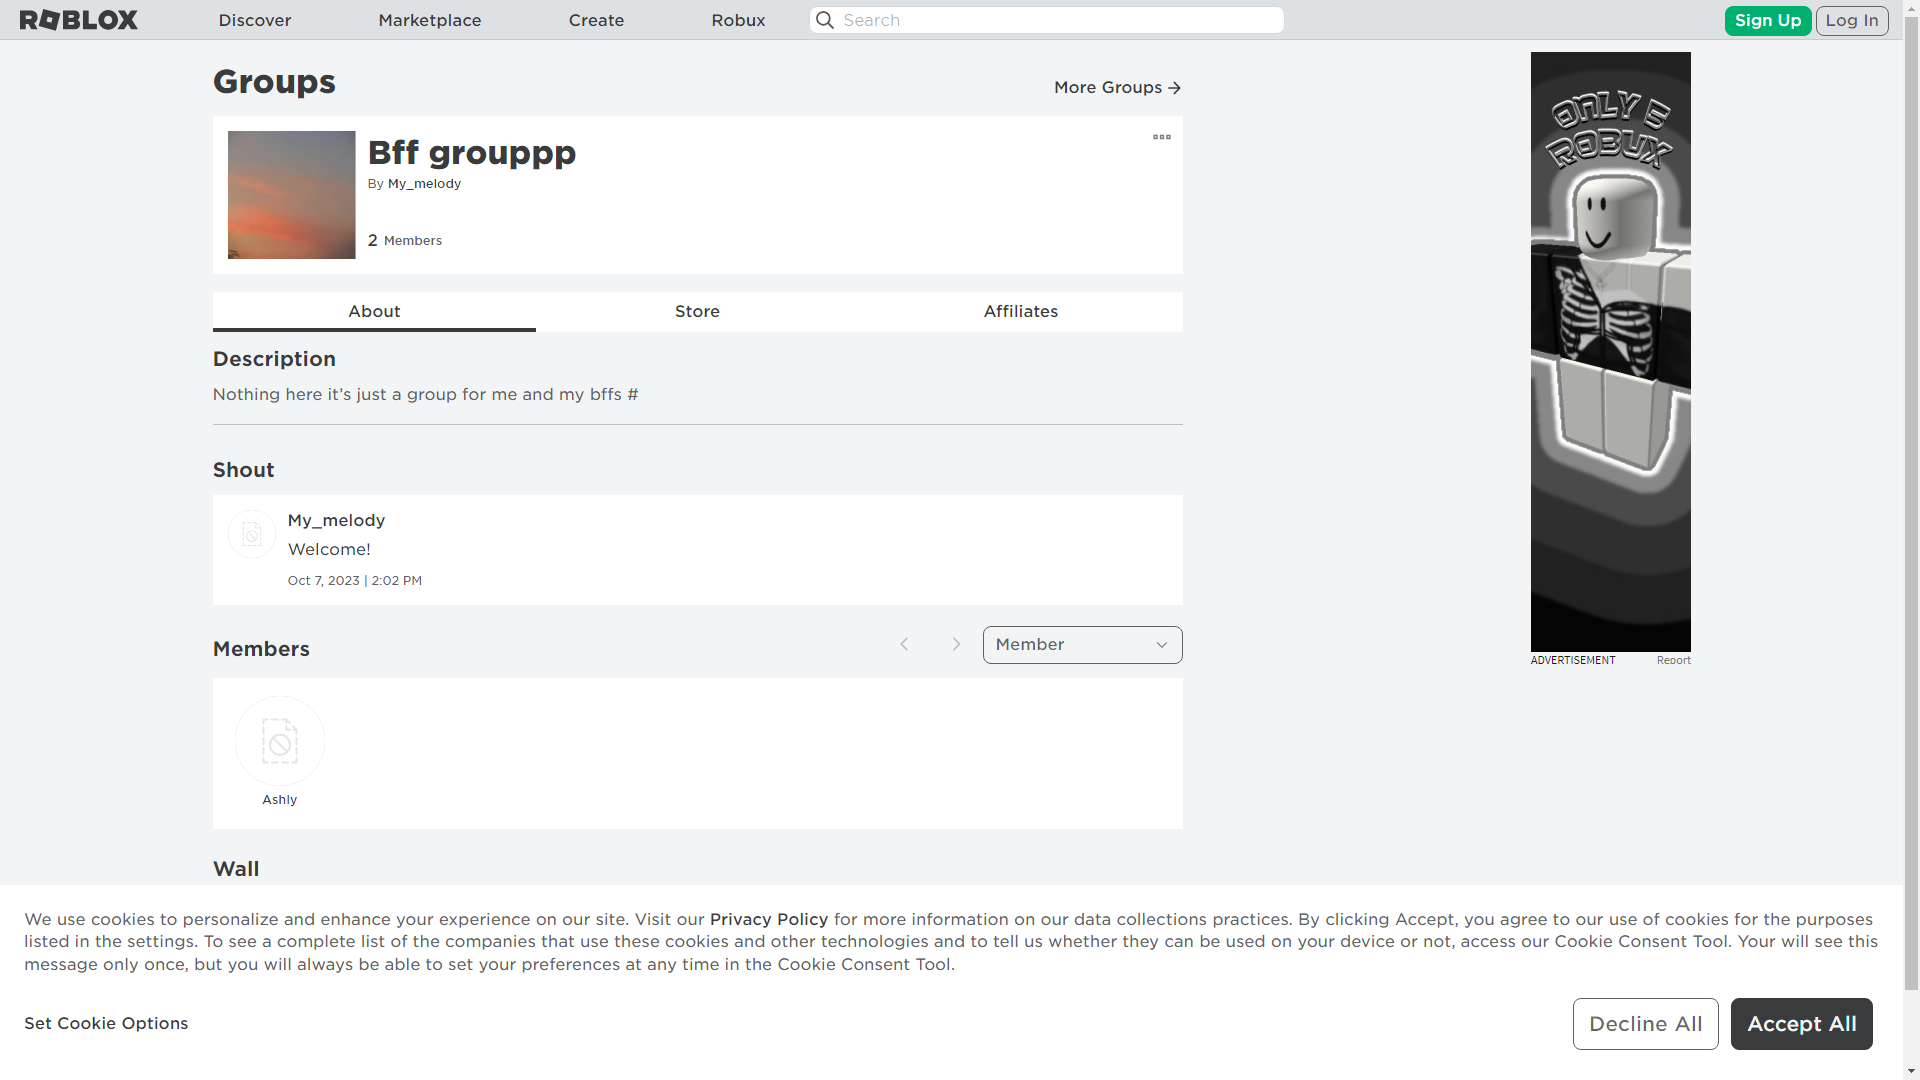 ROBLOX
Discover
Marketplace
Create
Robux
Search
Sign Up
Log In
Groups
More Groups
Bff grouppp
By My_melody
2 Members
About
Store
Affiliates
Description
Nothing here it’s just a group for me and my bffs #
Shout
My_melody
Welcome!
Oct 7, 2023 | 2:02 PM
Members
Member
Ashly
Wall
ONLY 5
ROBUX
ADVERTISEMENT
Report
We use cookies to personalize and enhance your experience on our site. Visit our Privacy Policy for more information on our data collections practices. By clicking Accept, you agree to our use of cookies for the purposes
listed in the settings. To see a complete list of the companies that use these cookies and other technologies and to tell us whether they can be used on your device or not, access our Cookie Consent Tool. Your will see this
message only once, but you will always be able to set your preferences at any time in the Cookie Consent Tool.
Set Cookie Options
Decline All
Accept All